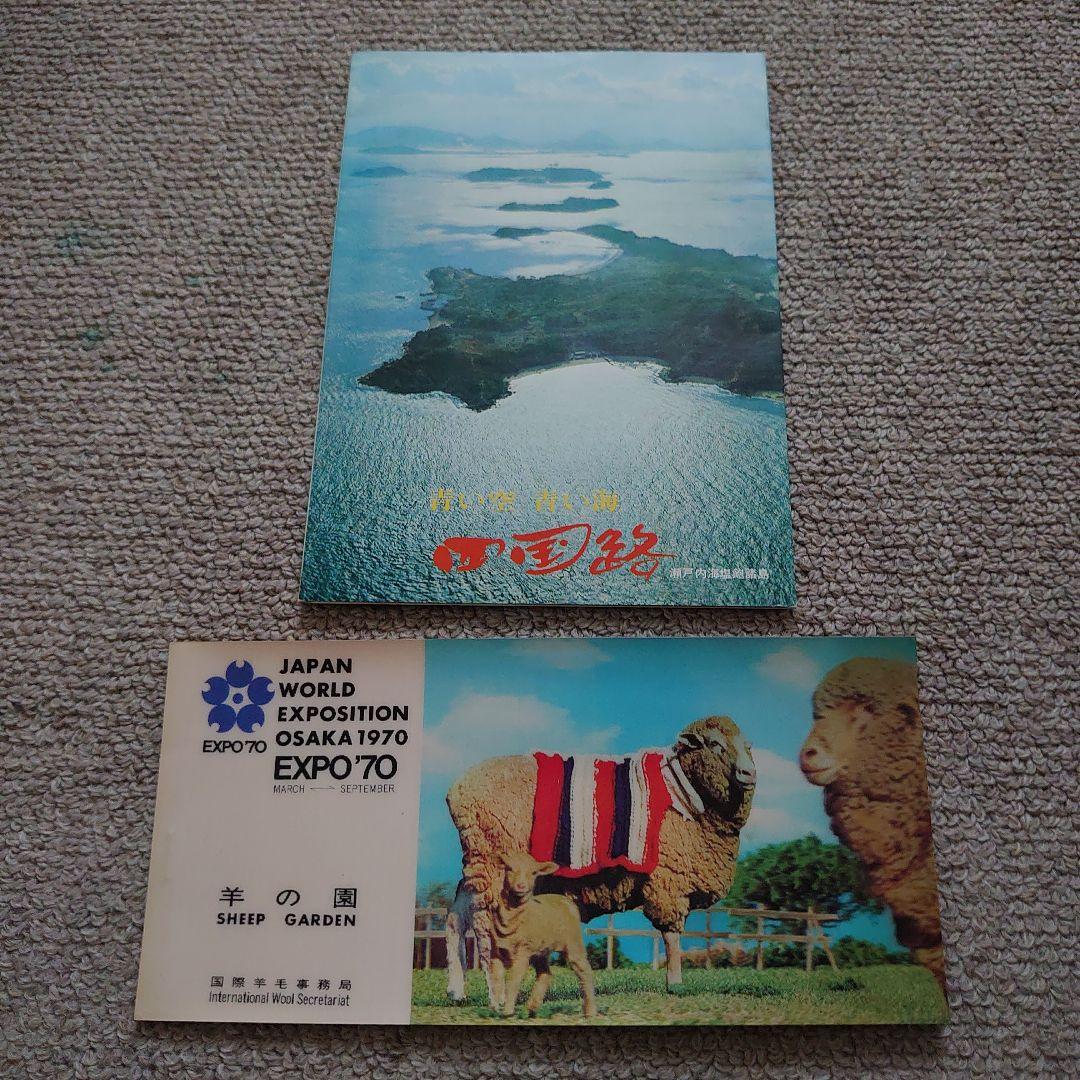 青い空 青い海
四国路
瀬戸内海塩飽諸島
EXPO'70
JAPAN
WORLD
EXPOSITION
OSAKA 1970
EXPO'70
MARCH — SEPTEMBER
羊の園
SHEEP GARDEN
国際羊毛事務局
International Wool Secretariat